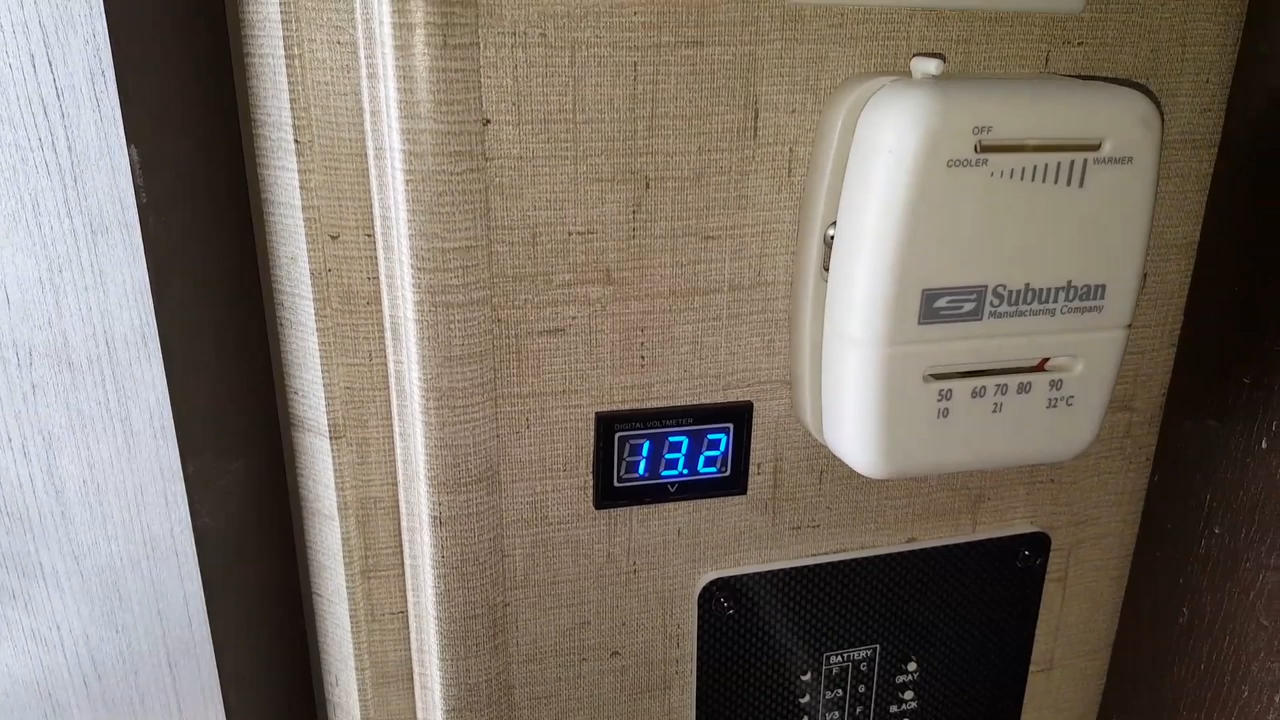 OFF
COOLER WARMER
Suburban
Manufacturing Company
50 60 70 80 90
10 21 32°C
DIGITAL VOLTMETER
13.2
V
BATTERY
F C
2/3 G
1/3 F
GRAY
BLACK